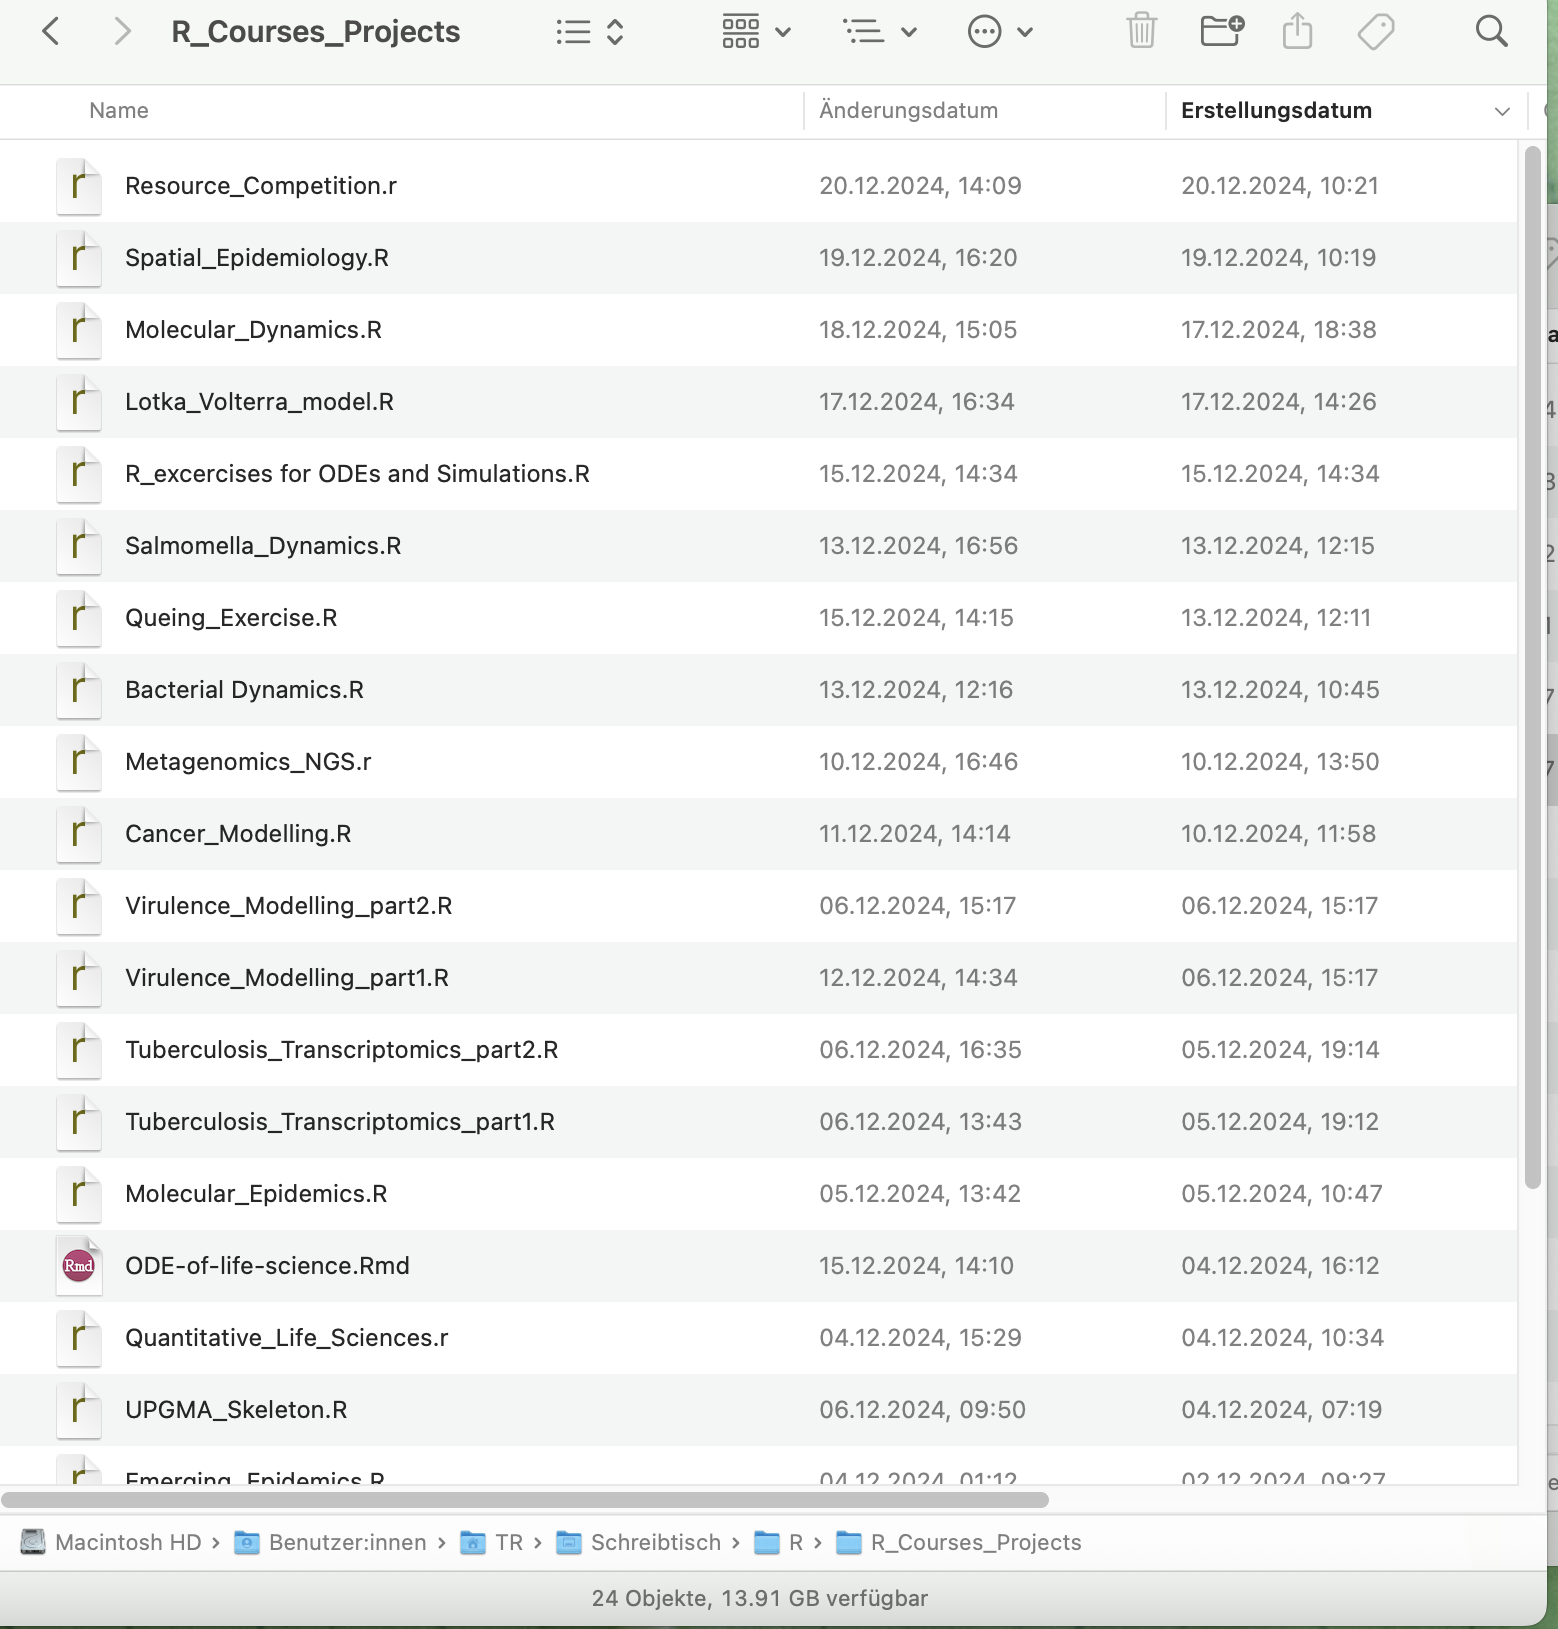 R_Courses_Projects
Name Änderungsdatum Erstellungsdatum
Resource_Competition.r 20.12.2024, 14:09 20.12.2024, 10:21
Spatial_Epidemiology.R 19.12.2024, 16:20 19.12.2024, 10:19
Molecular_Dynamics.R 18.12.2024, 15:05 17.12.2024, 18:38
Lotka_Volterra_model.R 17.12.2024, 16:34 17.12.2024, 14:26
R_excercises for ODEs and Simulations.R 15.12.2024, 14:34 15.12.2024, 14:34
Salmomella_Dynamics.R 13.12.2024, 16:56 13.12.2024, 12:15
Queing_Exercise.R 15.12.2024, 14:15 13.12.2024, 12:11
Bacterial Dynamics.R 13.12.2024, 12:16 13.12.2024, 10:45
Metagenomics_NGS.r 10.12.2024, 16:46 10.12.2024, 13:50
Cancer_Modelling.R 11.12.2024, 14:14 10.12.2024, 11:58
Virulence_Modelling_part2.R 06.12.2024, 15:17 06.12.2024, 15:17
Virulence_Modelling_part1.R 12.12.2024, 14:34 06.12.2024, 15:17
Tuberculosis_Transcriptomics_part2.R 06.12.2024, 16:35 05.12.2024, 19:14
Tuberculosis_Transcriptomics_part1.R 06.12.2024, 13:43 05.12.2024, 19:12
Molecular_Epidemics.R 05.12.2024, 13:42 05.12.2024, 10:47
Rmd ODE-of-life-science.Rmd 15.12.2024, 14:10 04.12.2024, 16:12
Quantitative_Life_Sciences.r 04.12.2024, 15:29 04.12.2024, 10:34
UPGMA_Skeleton.R 06.12.2024, 09:50 04.12.2024, 07:19
Emerging_Epidemics.R 04.12.2024, 01:12 02.12.2024, 09:27
Macintosh HD › Benutzer:innen › TR › Schreibtisch › R › R_Courses_Projects
24 Objekte, 13.91 GB verfügbar